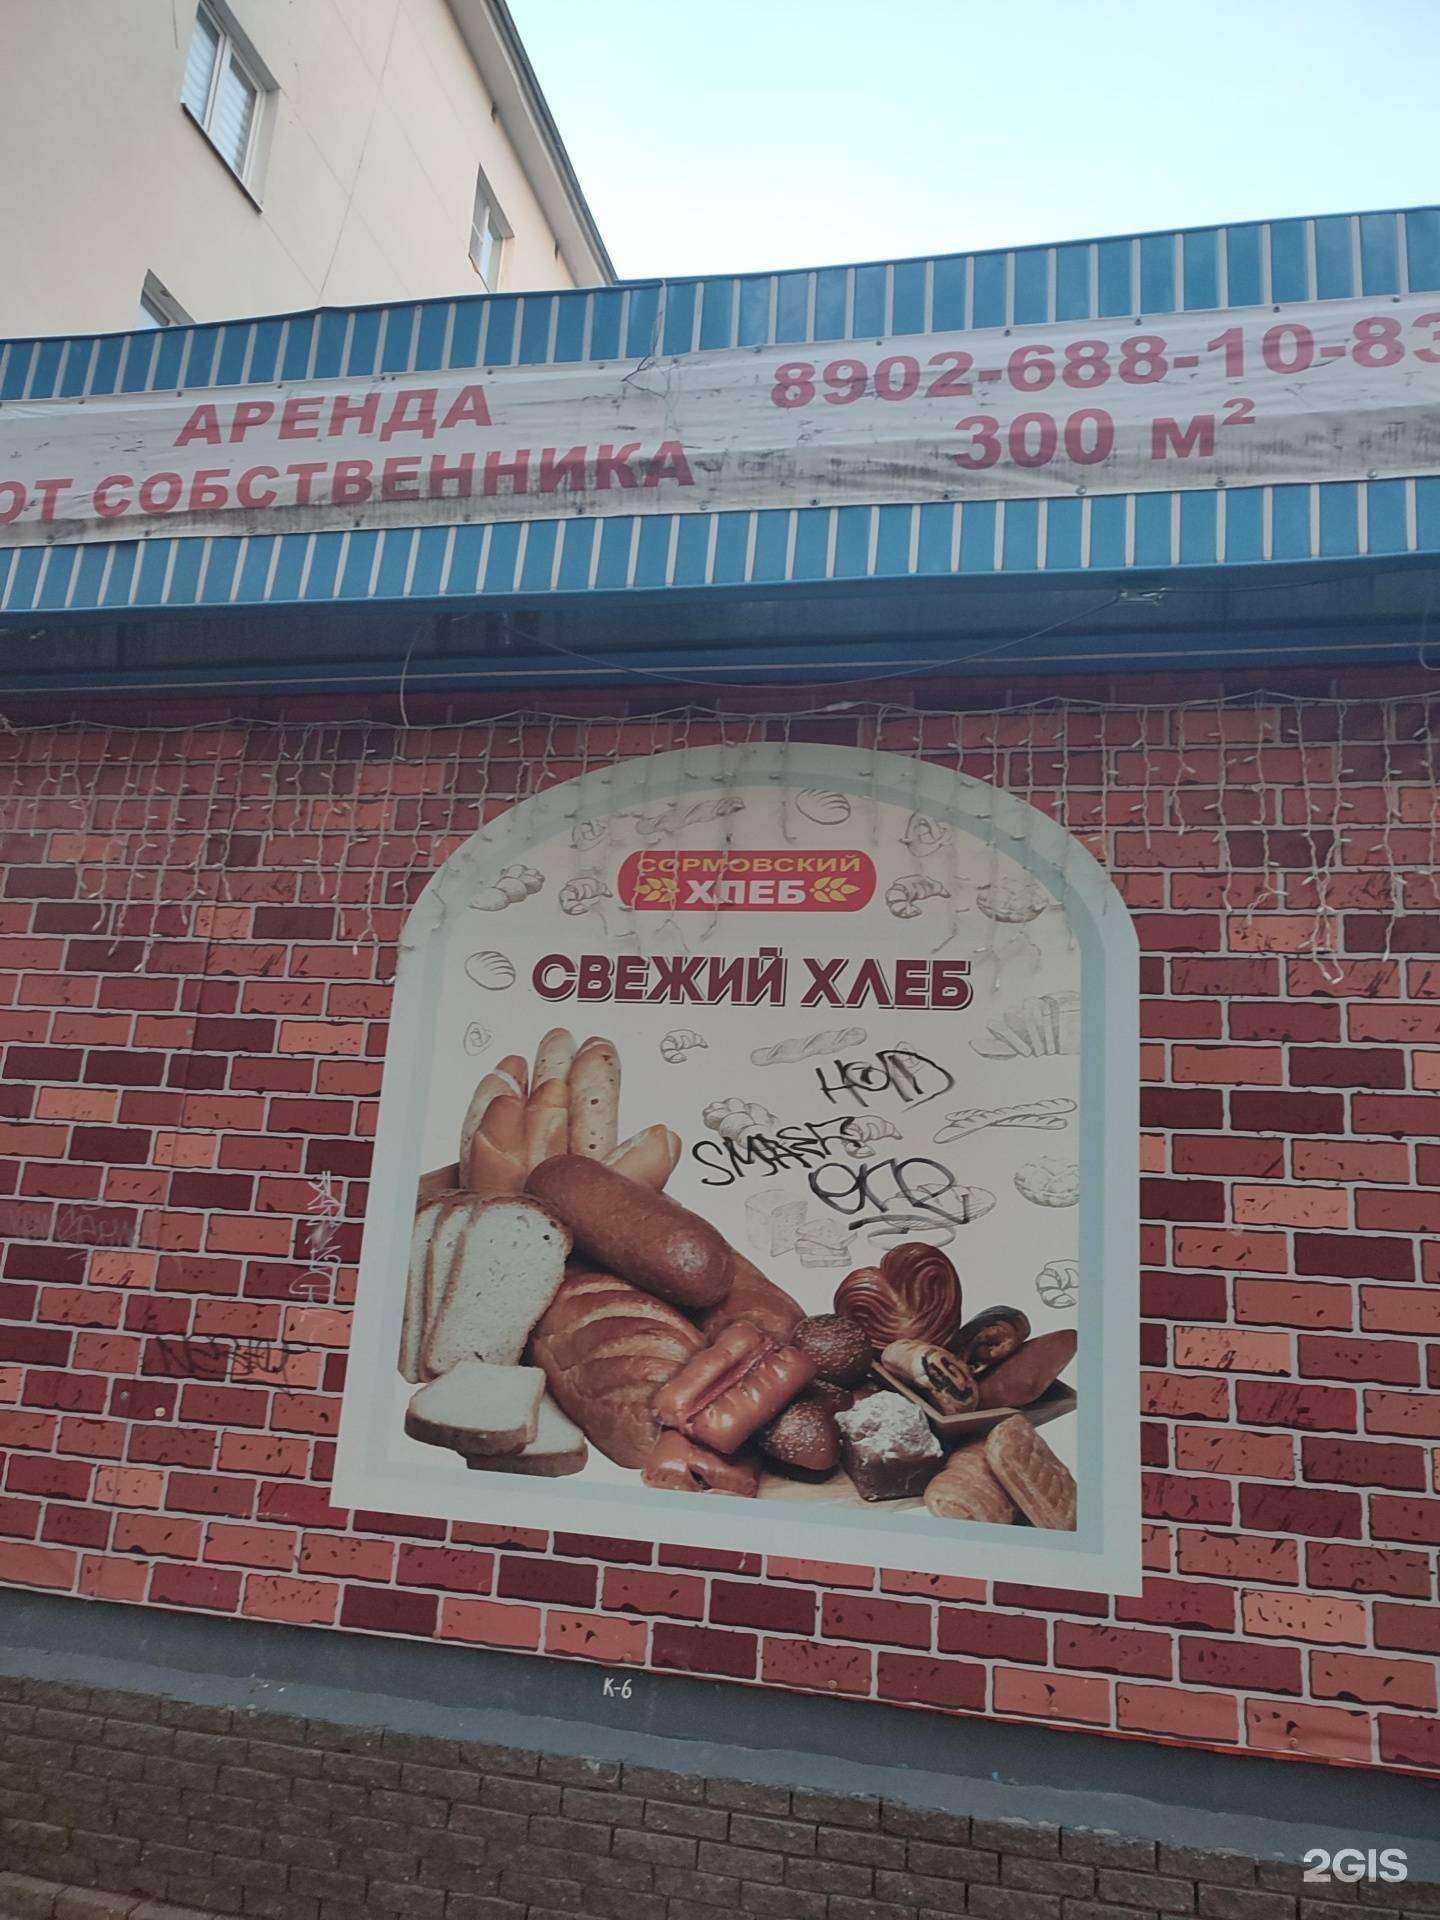 АРЕНДА
ОТ СОБСТВЕННИКА
8902-688-10-83
300 м²
СОРМОВСКИЙ
ХЛЕБ
СВЕЖИЙ ХЛЕБ
К-6
2GIS